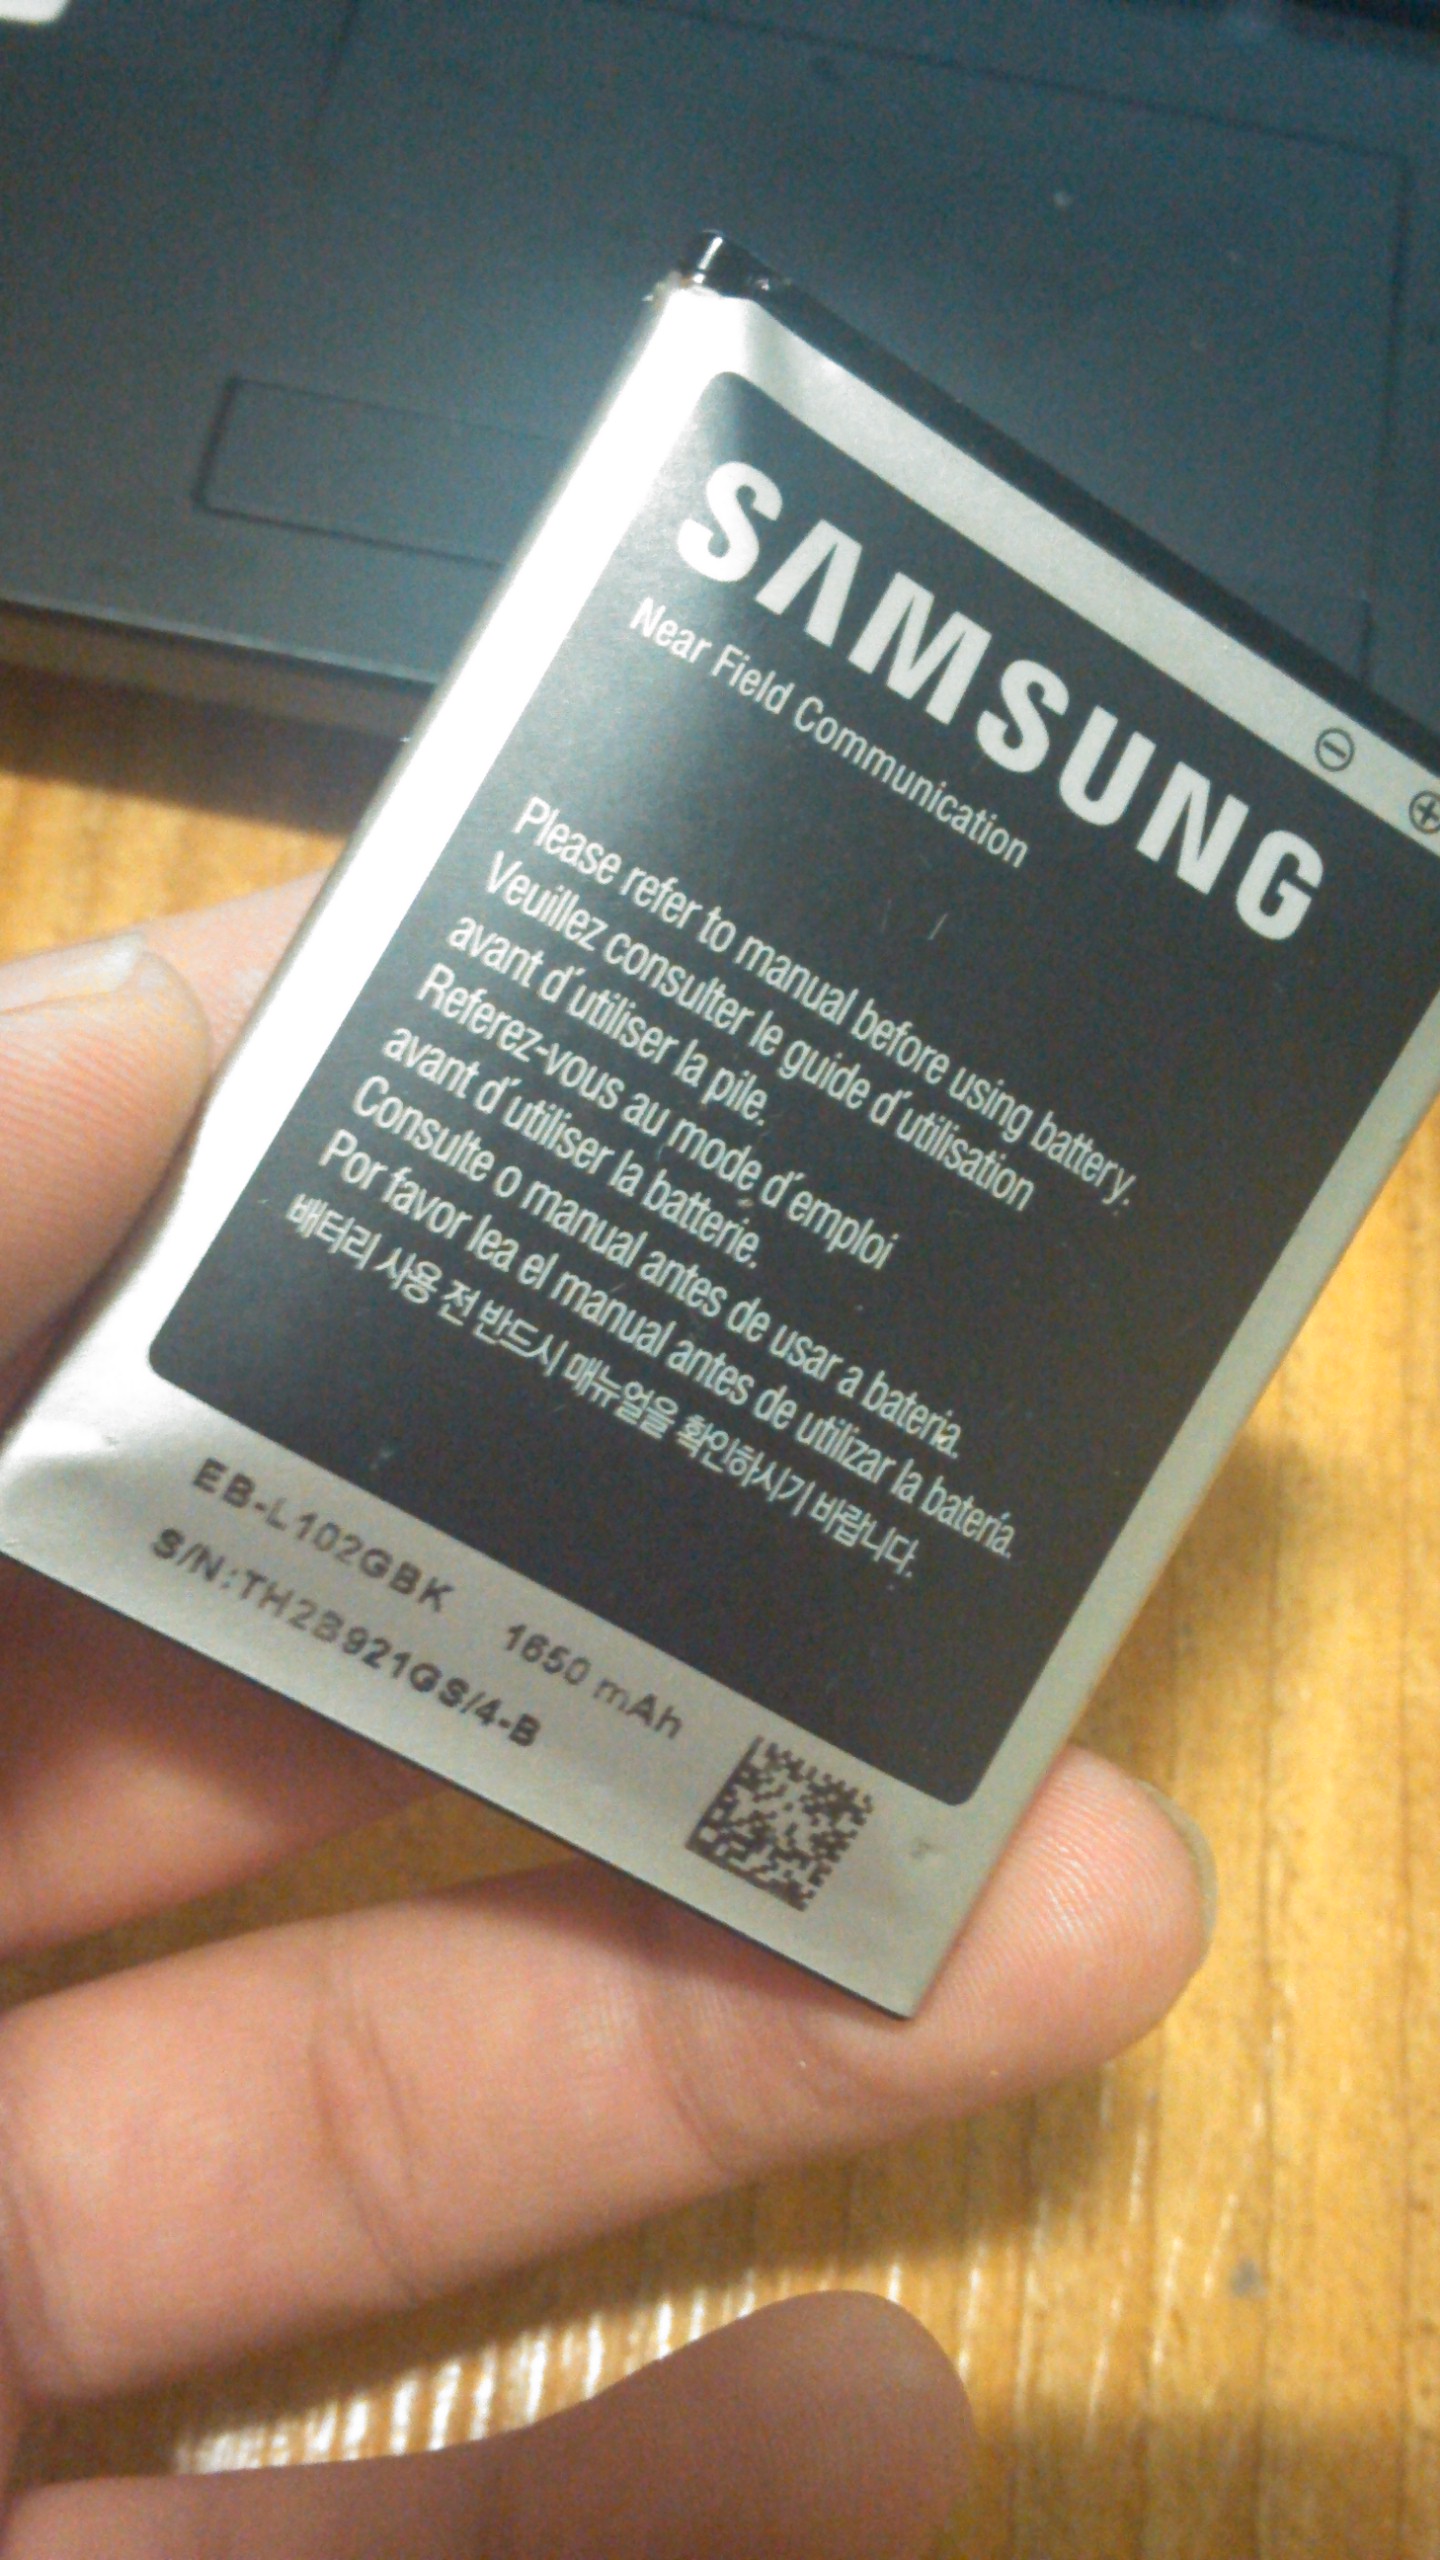 SAMSUNG
Near Field Communication
Please refer to manual before using battery.
Veuillez consulter le guide d'utilisation
avant d'utiliser la pile.
Referez-vous au mode d'emploi
avant d'utiliser la batterie.
Consulte o manual antes de usar a bateria.
Por favor lea el manual antes de utilizar la batería.
배터리 사용 전 반드시 매뉴얼을 확인하시기 바랍니다.
EB-L102GBK 1650 mAh
S/N:TH2B921GS/4-B